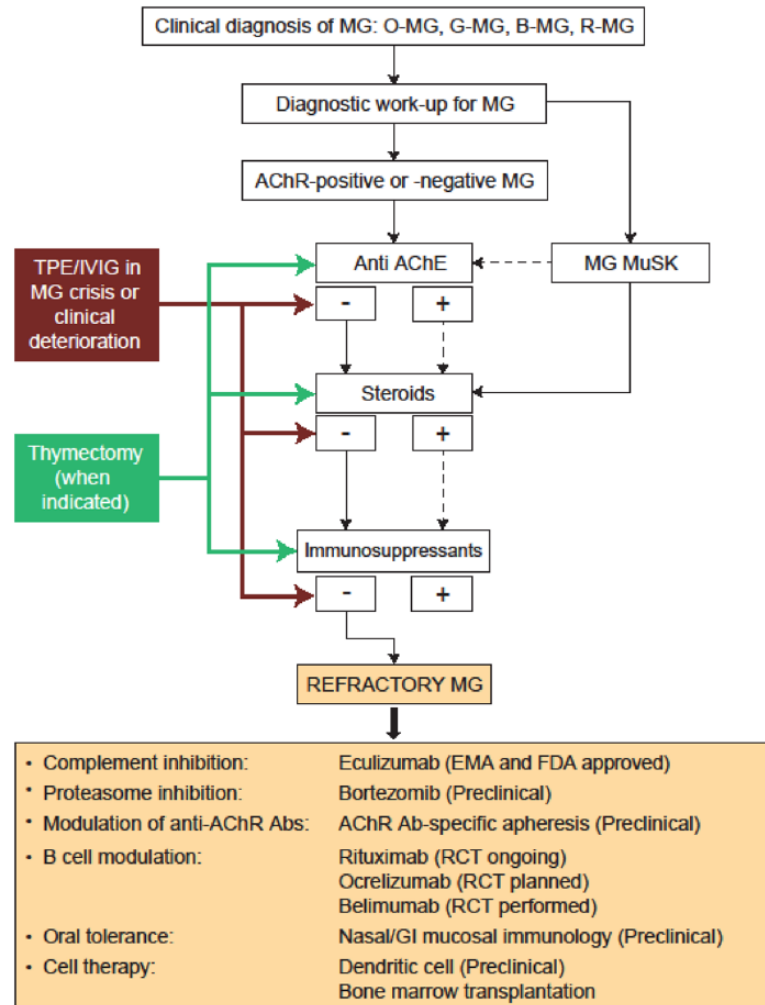 Clinical diagnosis of MG: O-MG, G-MG, B-MG, R-MG
Diagnostic work-up for MG
AChR-positive or -negative MG
TPE/IVIG in
MG crisis or
clinical
deterioration
Anti AChE
MG MuSK
- +
Steroids
- +
Thymectomy
(when
indicated)
Immunosuppressants
- +
REFRACTORY MG
• Complement inhibition: Eculizumab (EMA and FDA approved)
• Proteasome inhibition: Bortezomib (Preclinical)
• Modulation of anti-AChR Abs: AChR Ab-specific apheresis (Preclinical)
• B cell modulation: Rituximab (RCT ongoing)
Ocrelizumab (RCT planned)
Belimumab (RCT performed)
• Oral tolerance: Nasal/GI mucosal immunology (Preclinical)
• Cell therapy: Dendritic cell (Preclinical)
Bone marrow transplantation